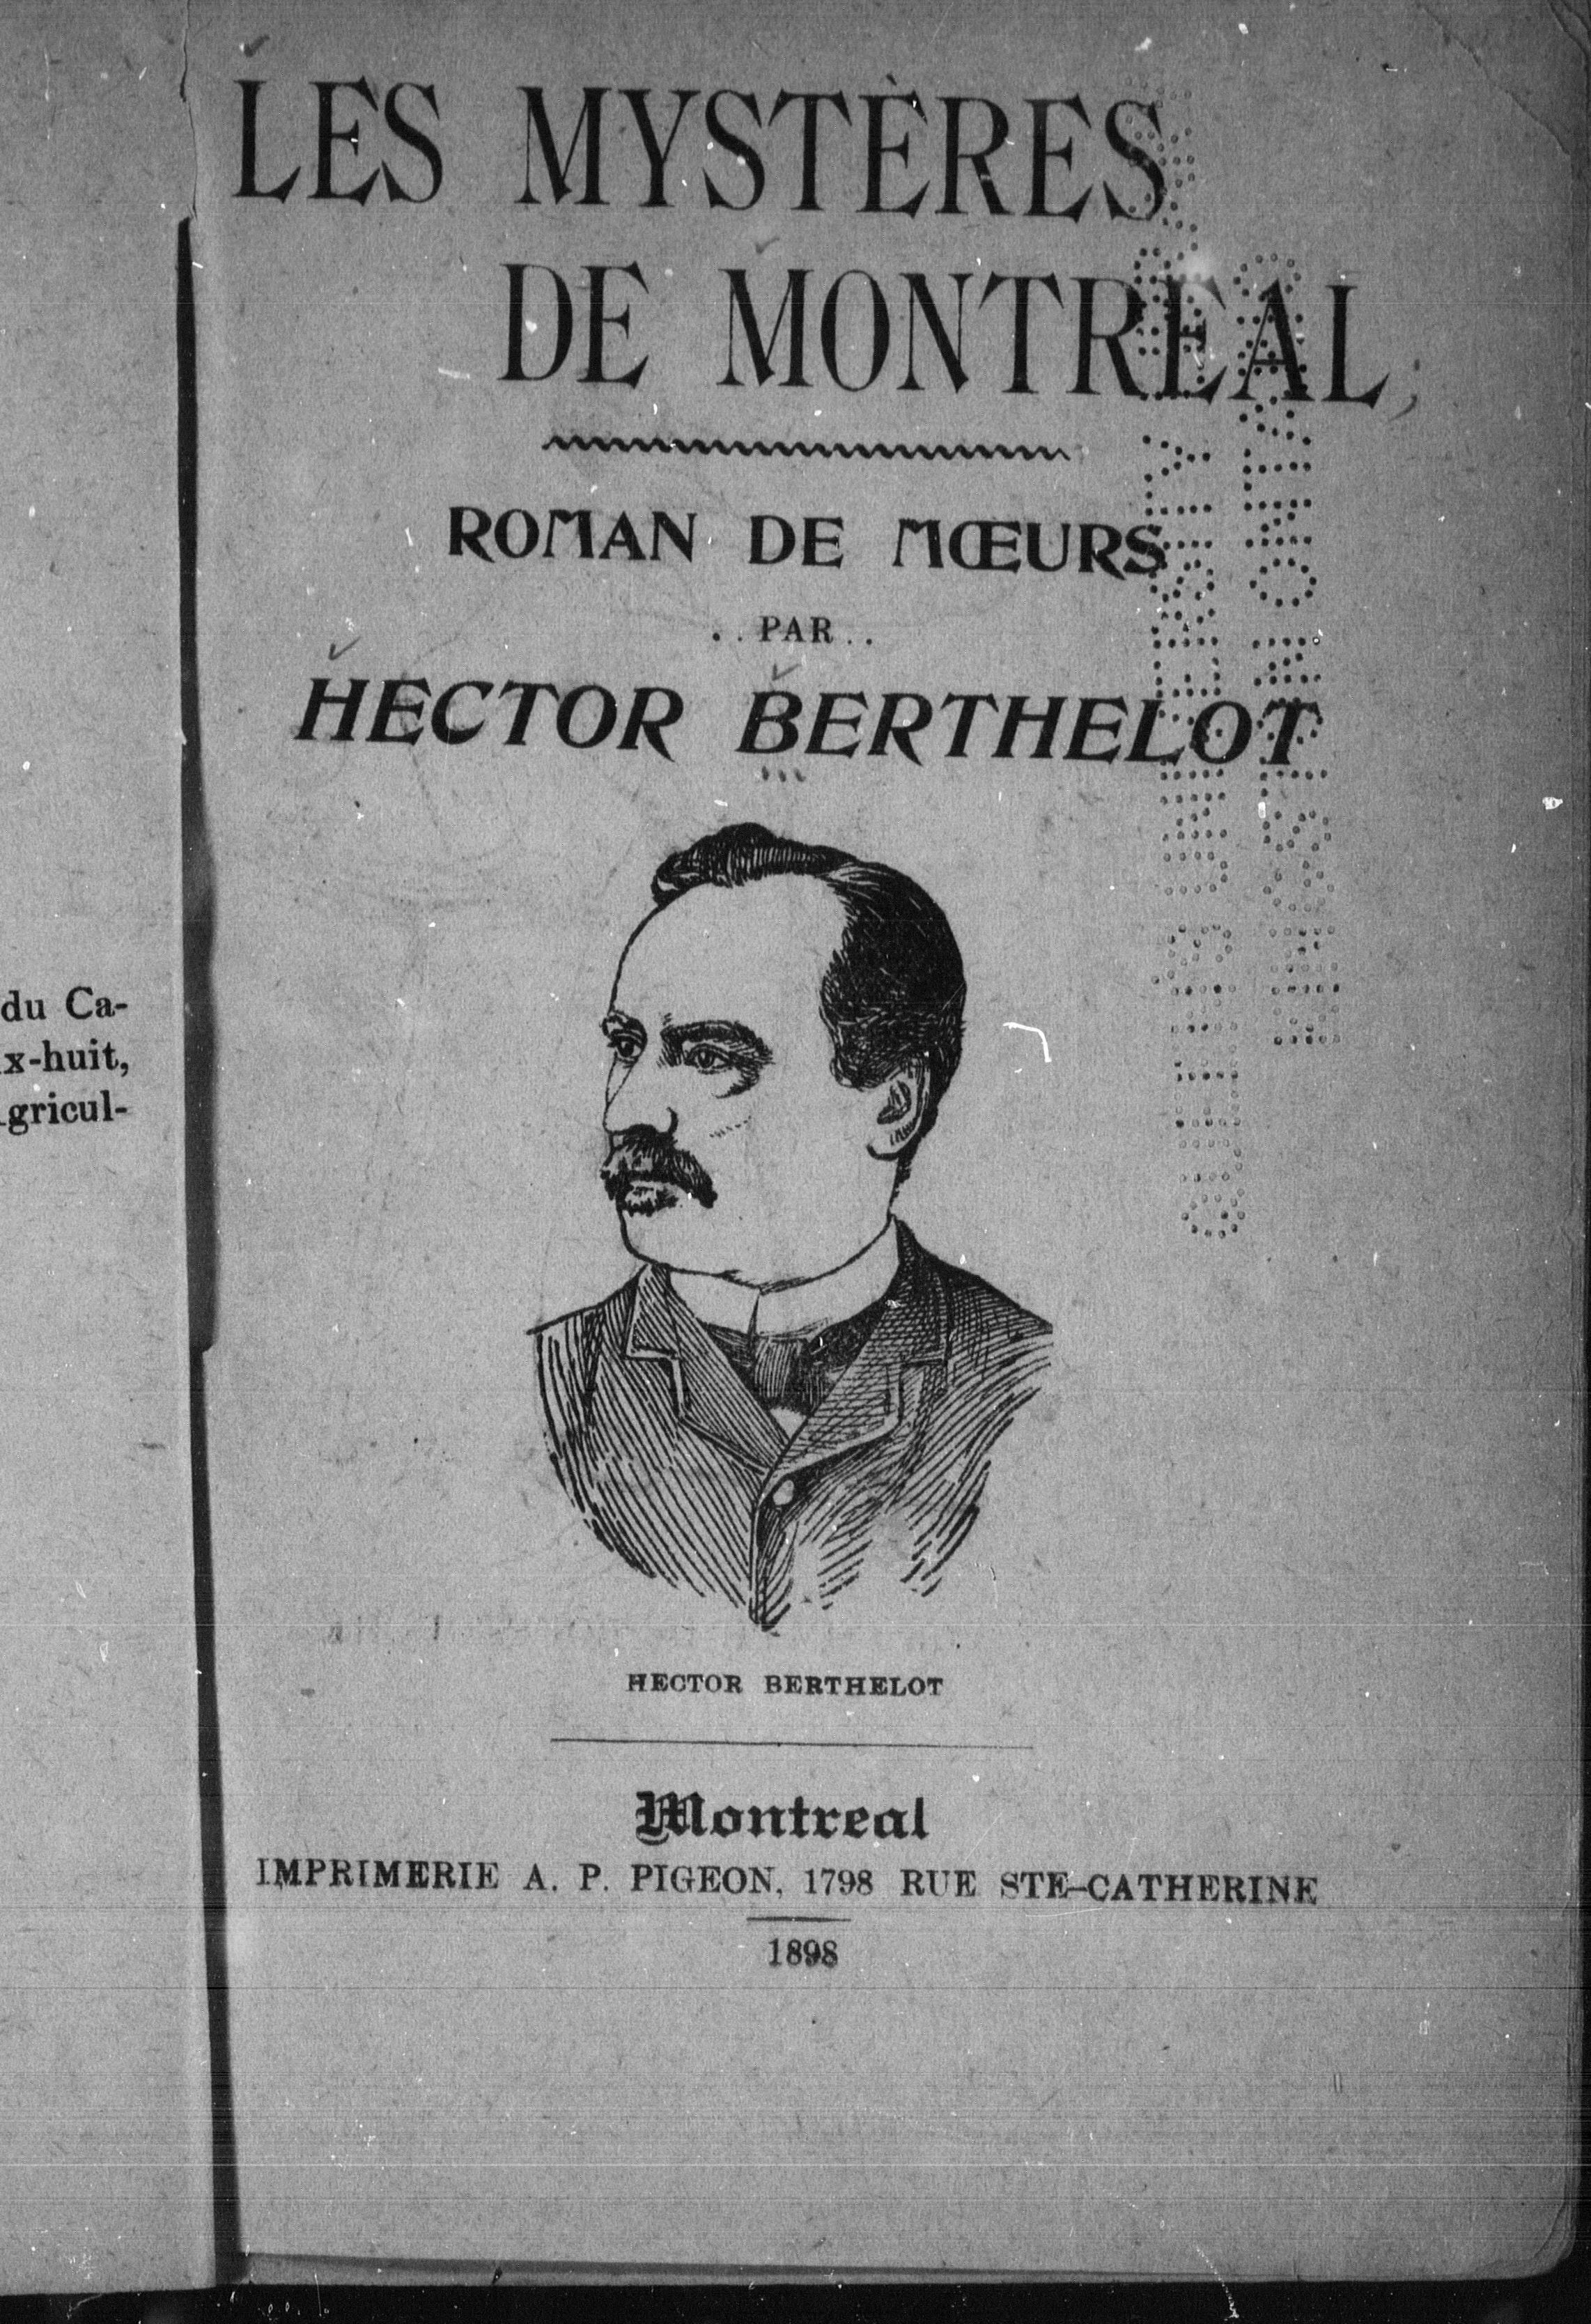 du Ca-
x-huit,
gricul-
LES MYSTÈRES
DE MONTREAL
ROMAN DE MŒURS
. . PAR . .
HECTOR BERTHELOT
HECTOR BERTHELOT
Montreal
IMPRIMERIE A. P. PIGEON, 1798 RUE STE-CATHERINE
1898